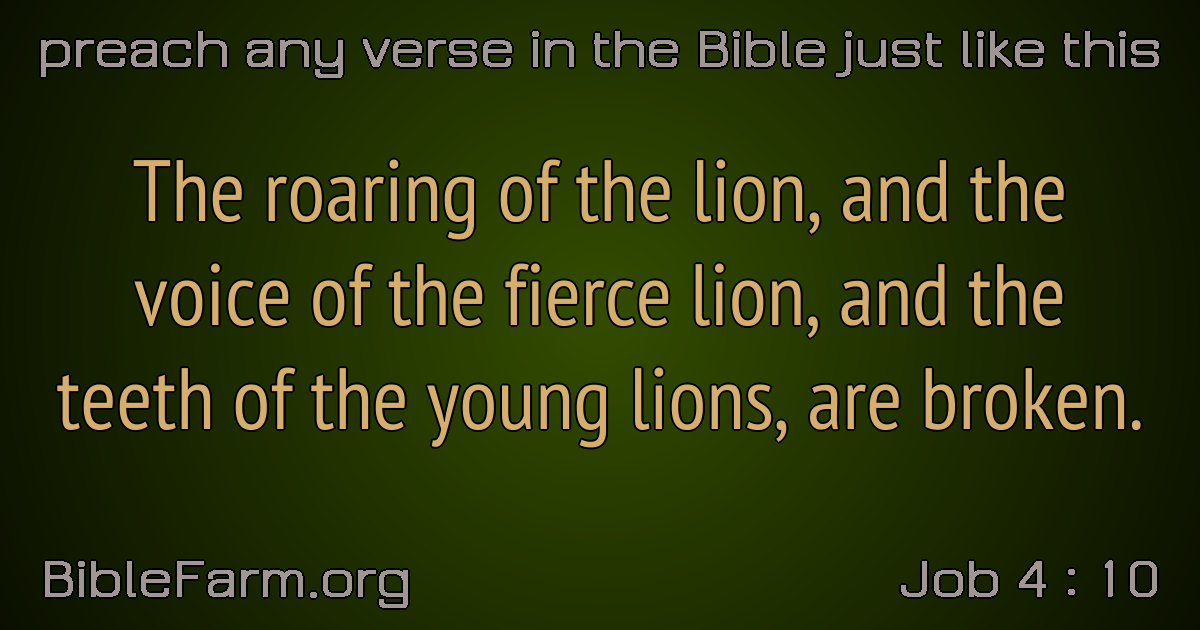 preach any verse in the Bible just like this
The roaring of the lion, and the
voice of the fierce lion, and the
teeth of the young lions, are broken.
BibleFarm.org
Job 4 : 10